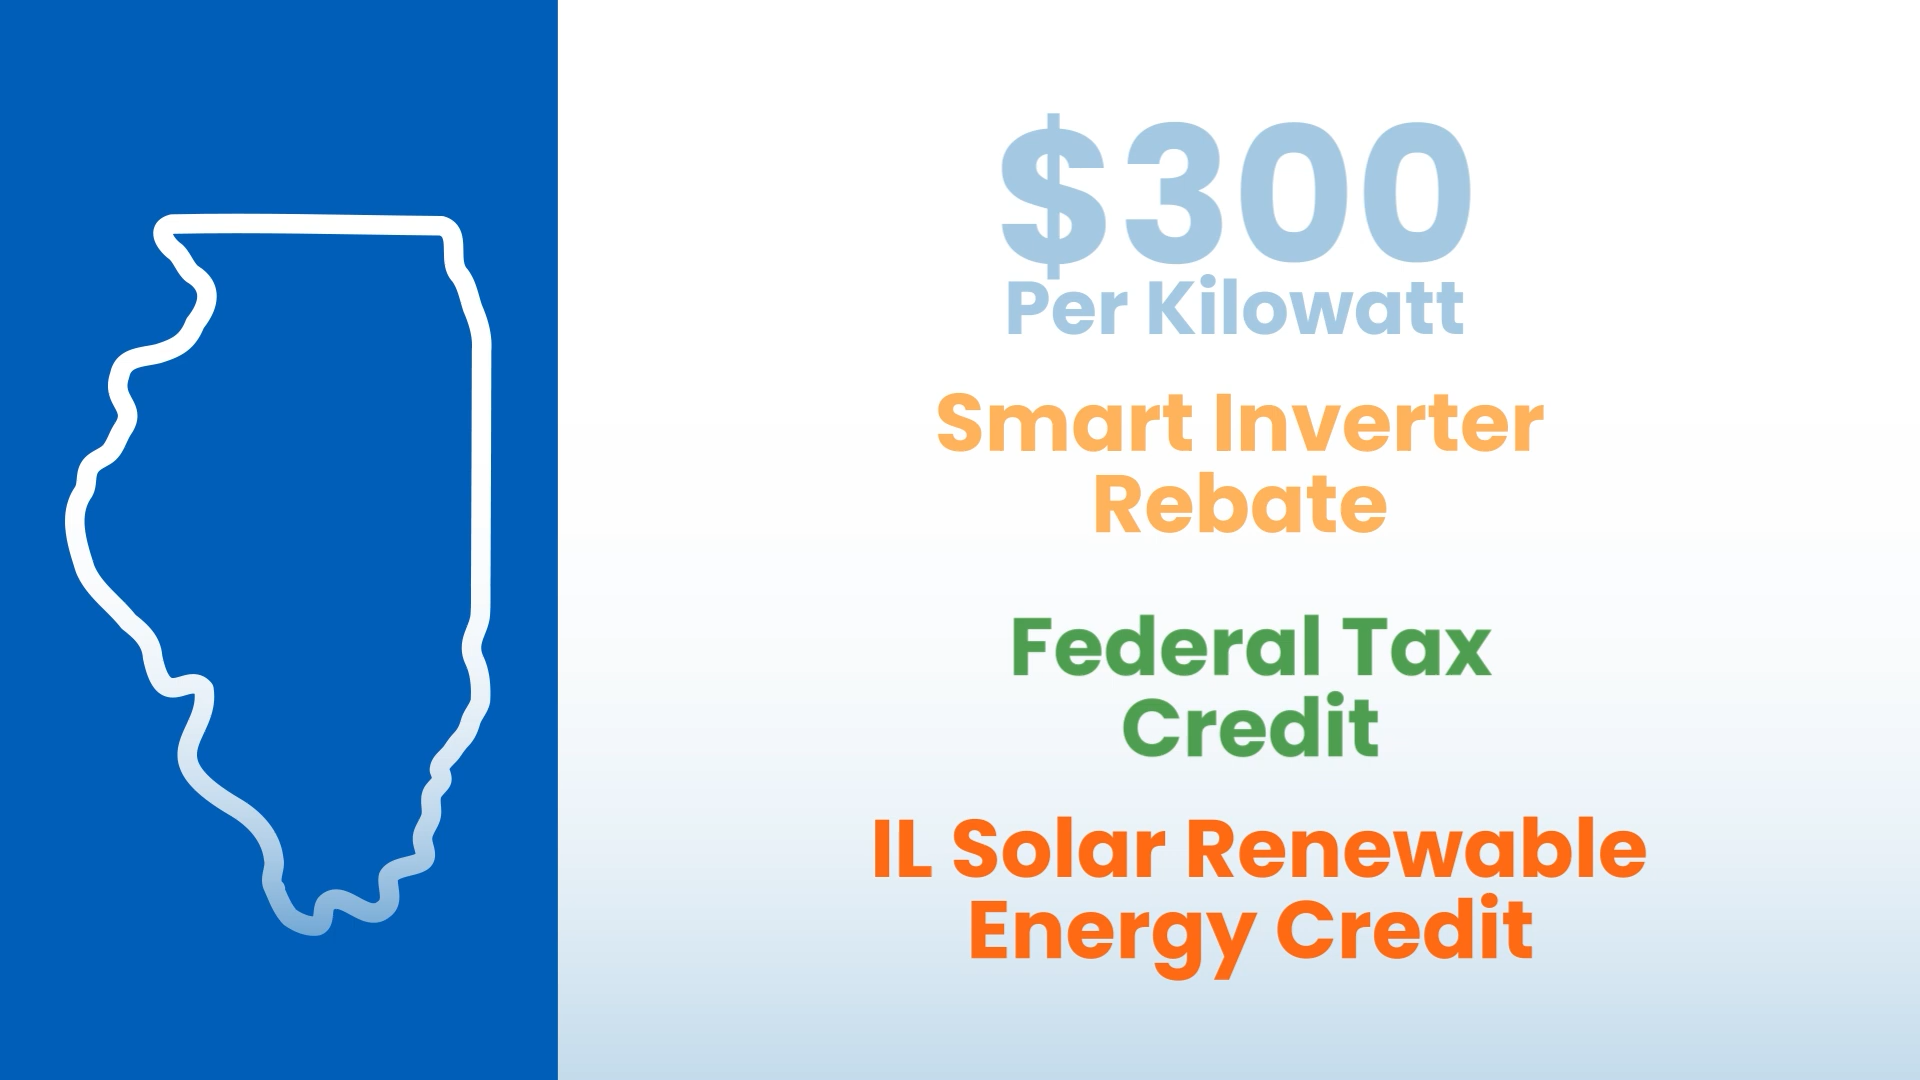 $300
Per Kilowatt
Smart Inverter
Rebate
Federal Tax
Credit
IL Solar Renewable
Energy Credit